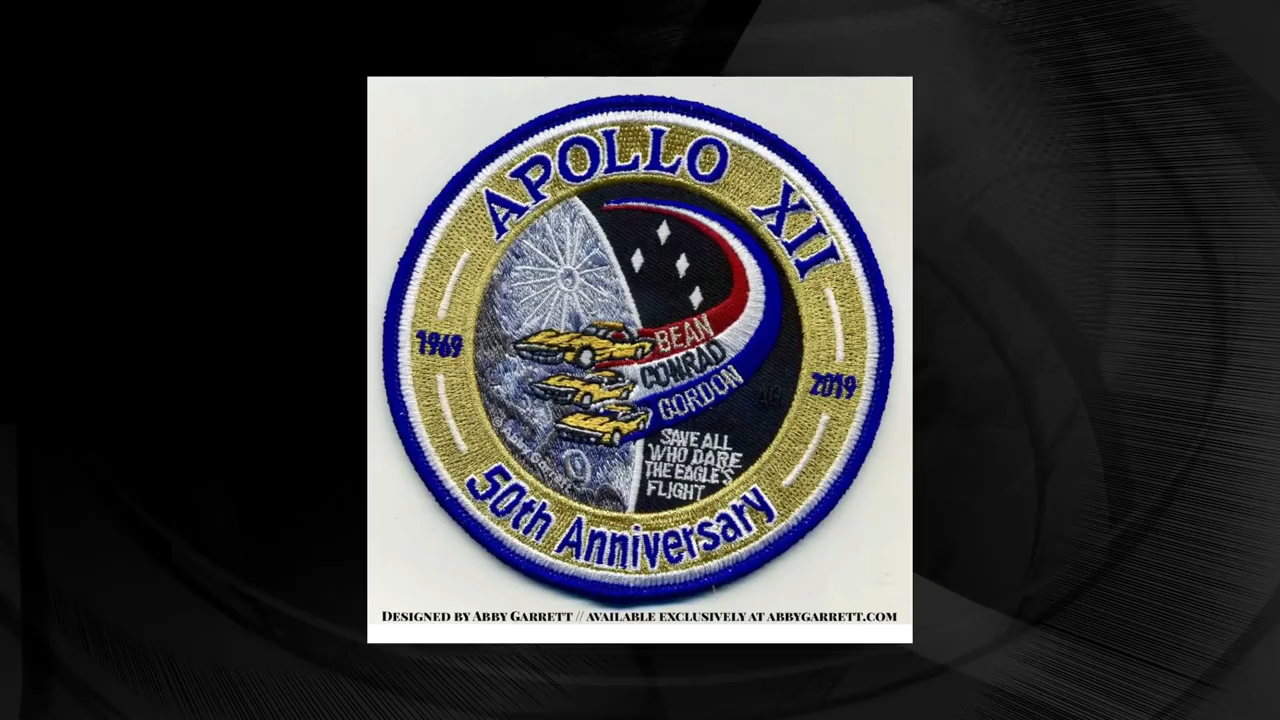 APOLLO XII
1969
2019
BEAN
CONRAD
GORDON
SAVE ALL
WHO DARE
THE EAGLE'S
FLIGHT
50th Anniversary
Designed by Abby Garrett // available exclusively at abbygarrett.com